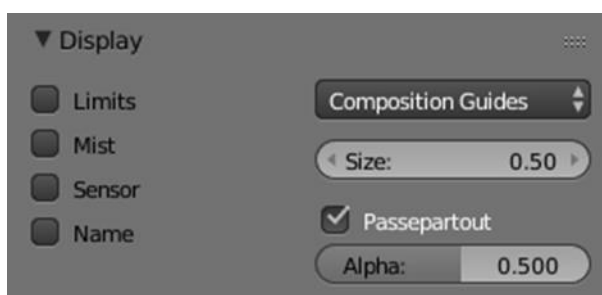 Display
Limits
Composition Guides
Mist
Size: 0.50
Sensor
Passepartout
Name
Alpha: 0.500